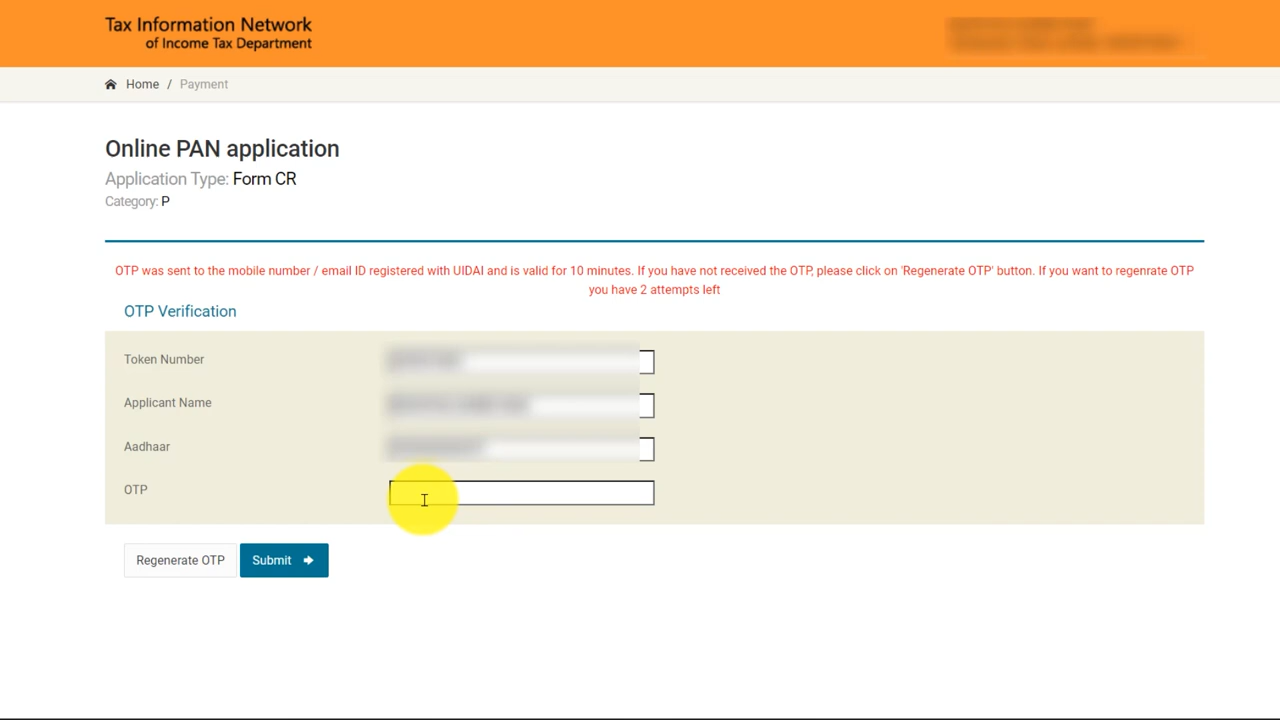 Tax Information Network
of Income Tax Department
Home / Payment
Online PAN application
Application Type: Form CR
Category: P
OTP was sent to the mobile number / email ID registered with UIDAI and is valid for 10 minutes. If you have not received the OTP, please click on 'Regenerate OTP' button. If you want to regenrate OTP
you have 2 attempts left
OTP Verification
Token Number
Applicant Name
Aadhaar
OTP
Regenerate OTP
Submit